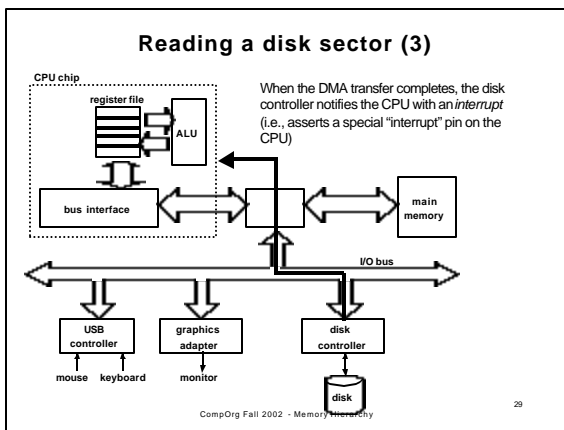 Reading a disk sector (3)
CPU chip
register file
ALU
When the DMA transfer completes, the disk
controller notifies the CPU with an interrupt
(i.e., asserts a special “interrupt” pin on the
CPU)
bus interface
main
memory
I/O bus
USB
controller
graphics
adapter
disk
controller
mouse keyboard
monitor
disk
CompOrg Fall 2002 - Memory Hierarchy
29